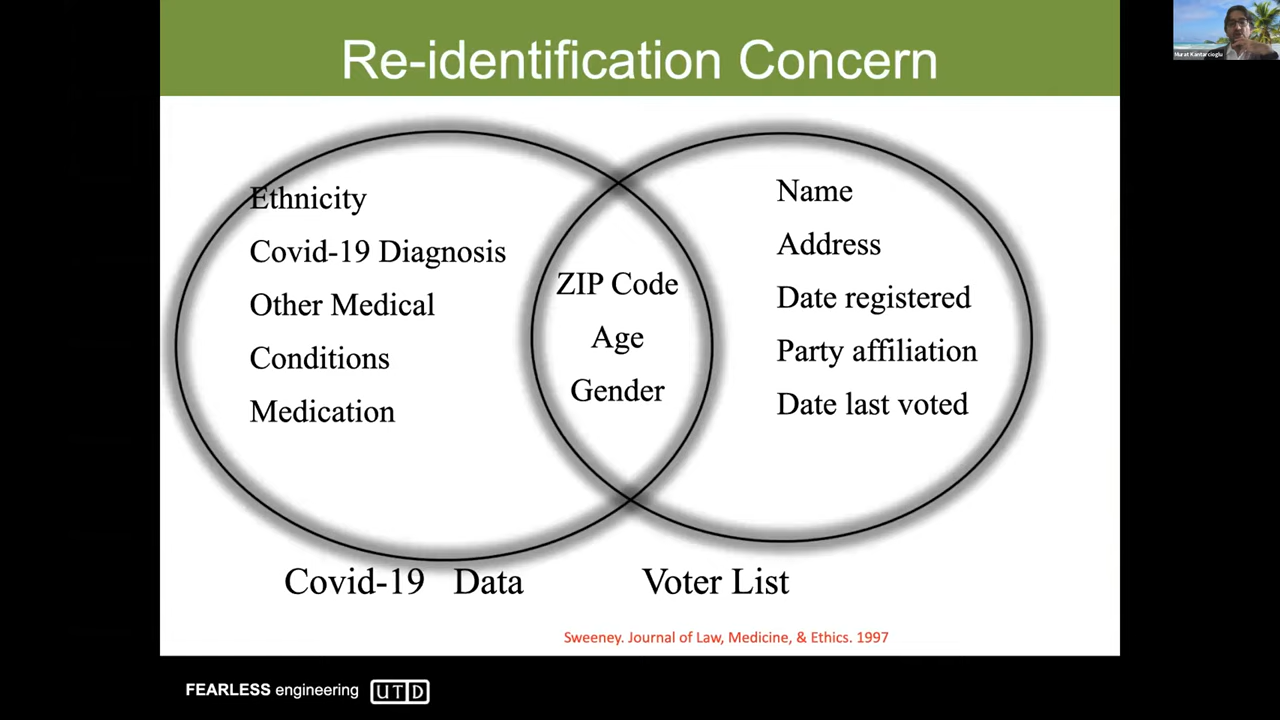 Re-identification Concern
Murat Kantarcioglu
Ethnicity
Covid-19 Diagnosis
Other Medical
Conditions
Medication
ZIP Code
Age
Gender
Name
Address
Date registered
Party affiliation
Date last voted
Covid-19 Data
Voter List
Sweeney. Journal of Law, Medicine, & Ethics. 1997
FEARLESS engineering UTD